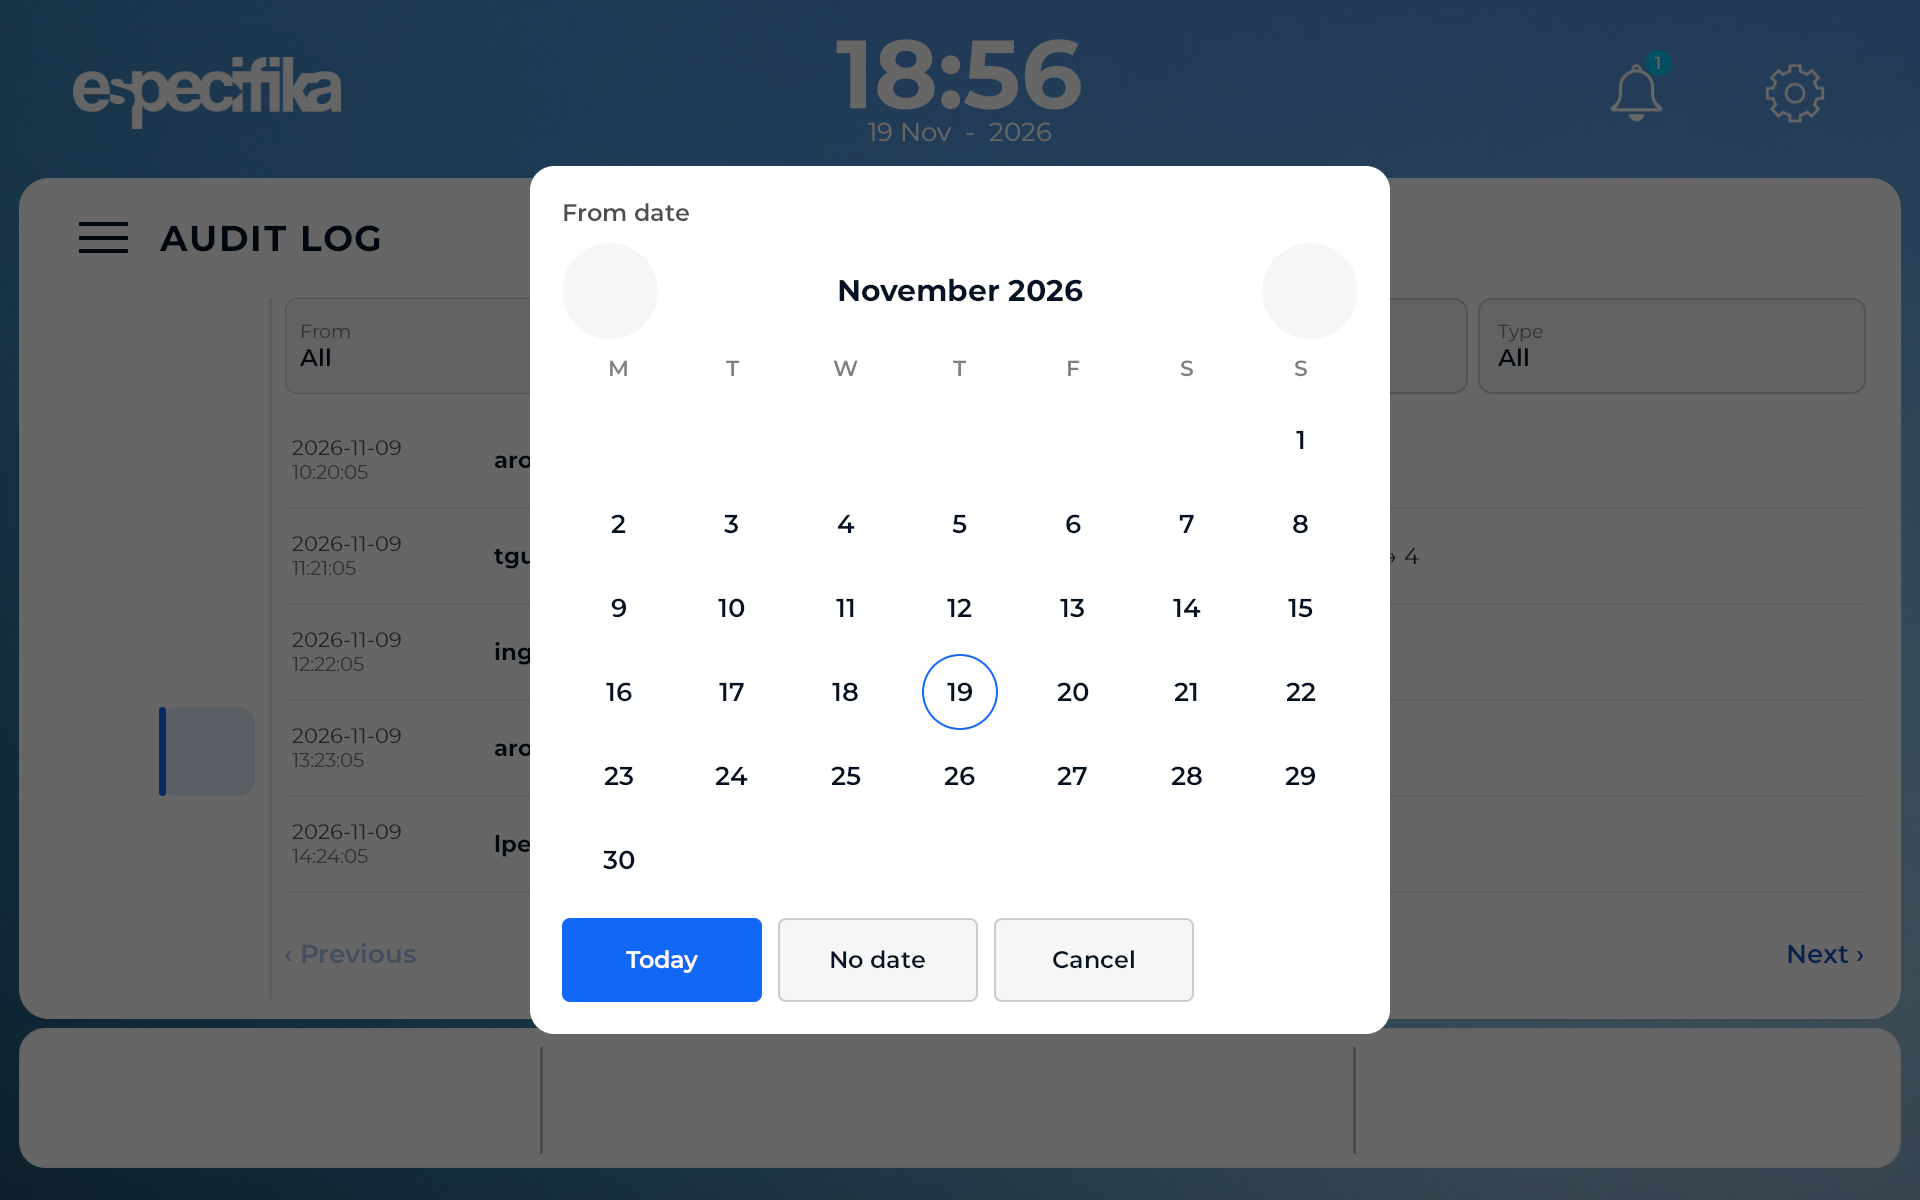 e-specifika
18:56
1
19 Nov - 2026
From date
AUDIT LOG
November 2026
From
All
Type
All
M T W T F S S
1
2 3 4 5 6 7 8
9 10 11 12 13 14 15
16 17 18 19 20 21 22
23 24 25 26 27 28 29
30
2026-11-09
10:20:05
2026-11-09
11:21:05
4
2026-11-09
12:22:05
2026-11-09
13:23:05
2026-11-09
14:24:05
‹ Previous
Next ›
Today
No date
Cancel